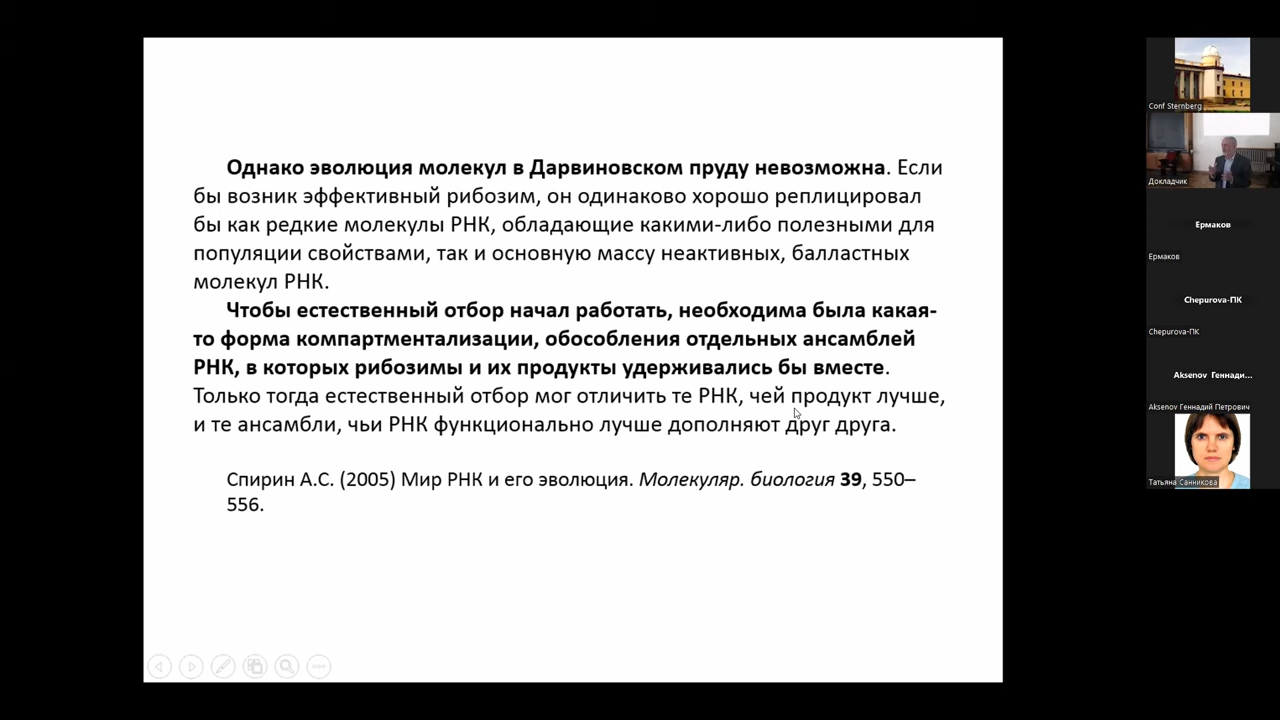 Однако эволюция молекул в Дарвиновском пруду невозможна. Если
бы возник эффективный рибозим, он одинаково хорошо реплицировал
бы как редкие молекулы РНК, обладающие какими-либо полезными для
популяции свойствами, так и основную массу неактивных, балластных
молекул РНК.
Чтобы естественный отбор начал работать, необходима была какая-
то форма компартментализации, обособления отдельных ансамблей
РНК, в которых рибозимы и их продукты удерживались бы вместе.
Только тогда естественный отбор мог отличить те РНК, чей продукт лучше,
и те ансамбли, чьи РНК функционально лучше дополняют друг друга.
Спирин А.С. (2005) Мир РНК и его эволюция. Молекуляр. биология 39, 550–
556.
Conf Sternberg
Докладчик
Ермаков
Ермаков
Chepurova-ПК
Chepurova-ПК
Aksenov Геннади...
Aksenov Геннадий Петрович
Татьяна Санникова